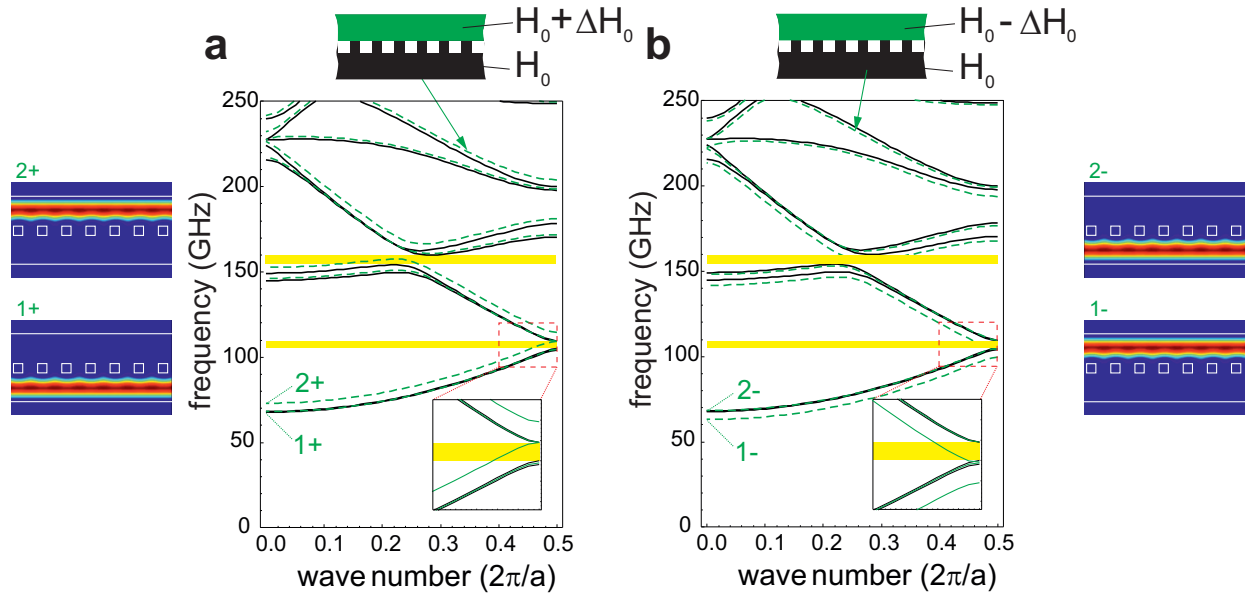 a
H₀+ΔH₀
H₀
b
H₀-ΔH₀
H₀
2+
1+
frequency (GHz)
250
200
150
100
50
0
2+
1+
0.0 0.1 0.2 0.3 0.4 0.5
wave number (2π/a)
frequency (GHz)
250
200
150
100
50
0
2-
1-
0.0 0.1 0.2 0.3 0.4 0.5
wave number (2π/a)
2-
1-